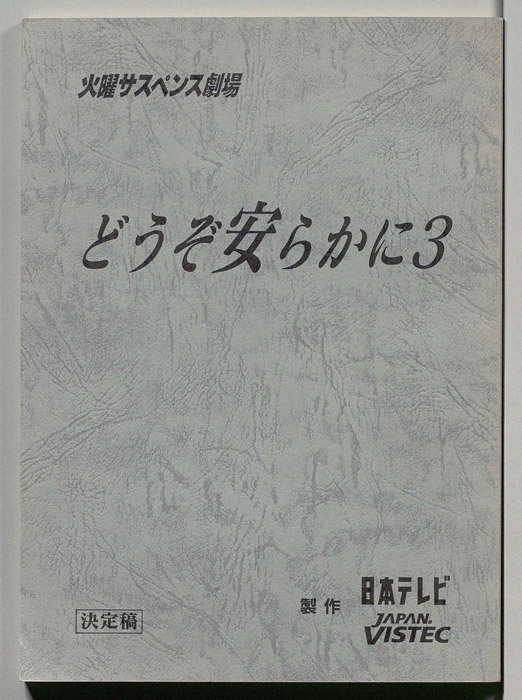 火曜サスペンス劇場
どうぞ安らかに3
決定稿
製作 日本テレビ
JAPAN.
VISTEC